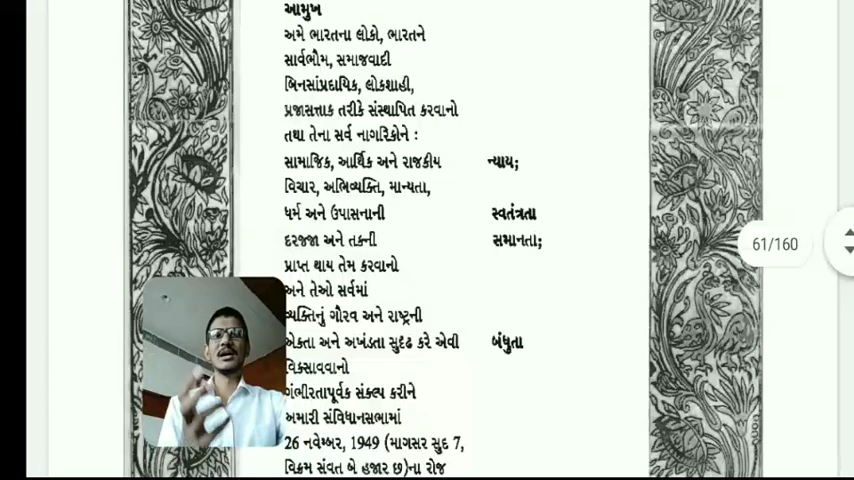 આમુખ
અમે ભારતના લોકો, ભારતને
સાર્વભૌમ, સમાજવાદી
બિનસાંપ્રદાયિક, લોકશાહી,
પ્રજાસત્તાક તરીકે સંસ્થાપિત કરવાનો
તથા તેના સર્વ નાગરિકોને :
સામાજિક, આર્થિક અને રાજકીય ન્યાય;
વિચાર, અભિવ્યક્તિ, માન્યતા,
ધર્મ અને ઉપાસનાની સ્વતંત્રતા
દરજ્જા અને તકની સમાનતા;
પ્રાપ્ત થાય તેમ કરવાનો
અને તેઓ સર્વમાં
વ્યક્તિનું ગૌરવ અને રાષ્ટ્રની
એકતા અને અખંડતા સુદૃઢ કરે એવી બંધુતા
વિકસાવવાનો
ગંભીરતાપૂર્વક સંકલ્પ કરીને
અમારી સંવિધાનસભામાં
26 નવેમ્બર, 1949 (માગસર સુદ 7,
વિક્રમ સંવત બે હજાર છ)ના રોજ
61/160